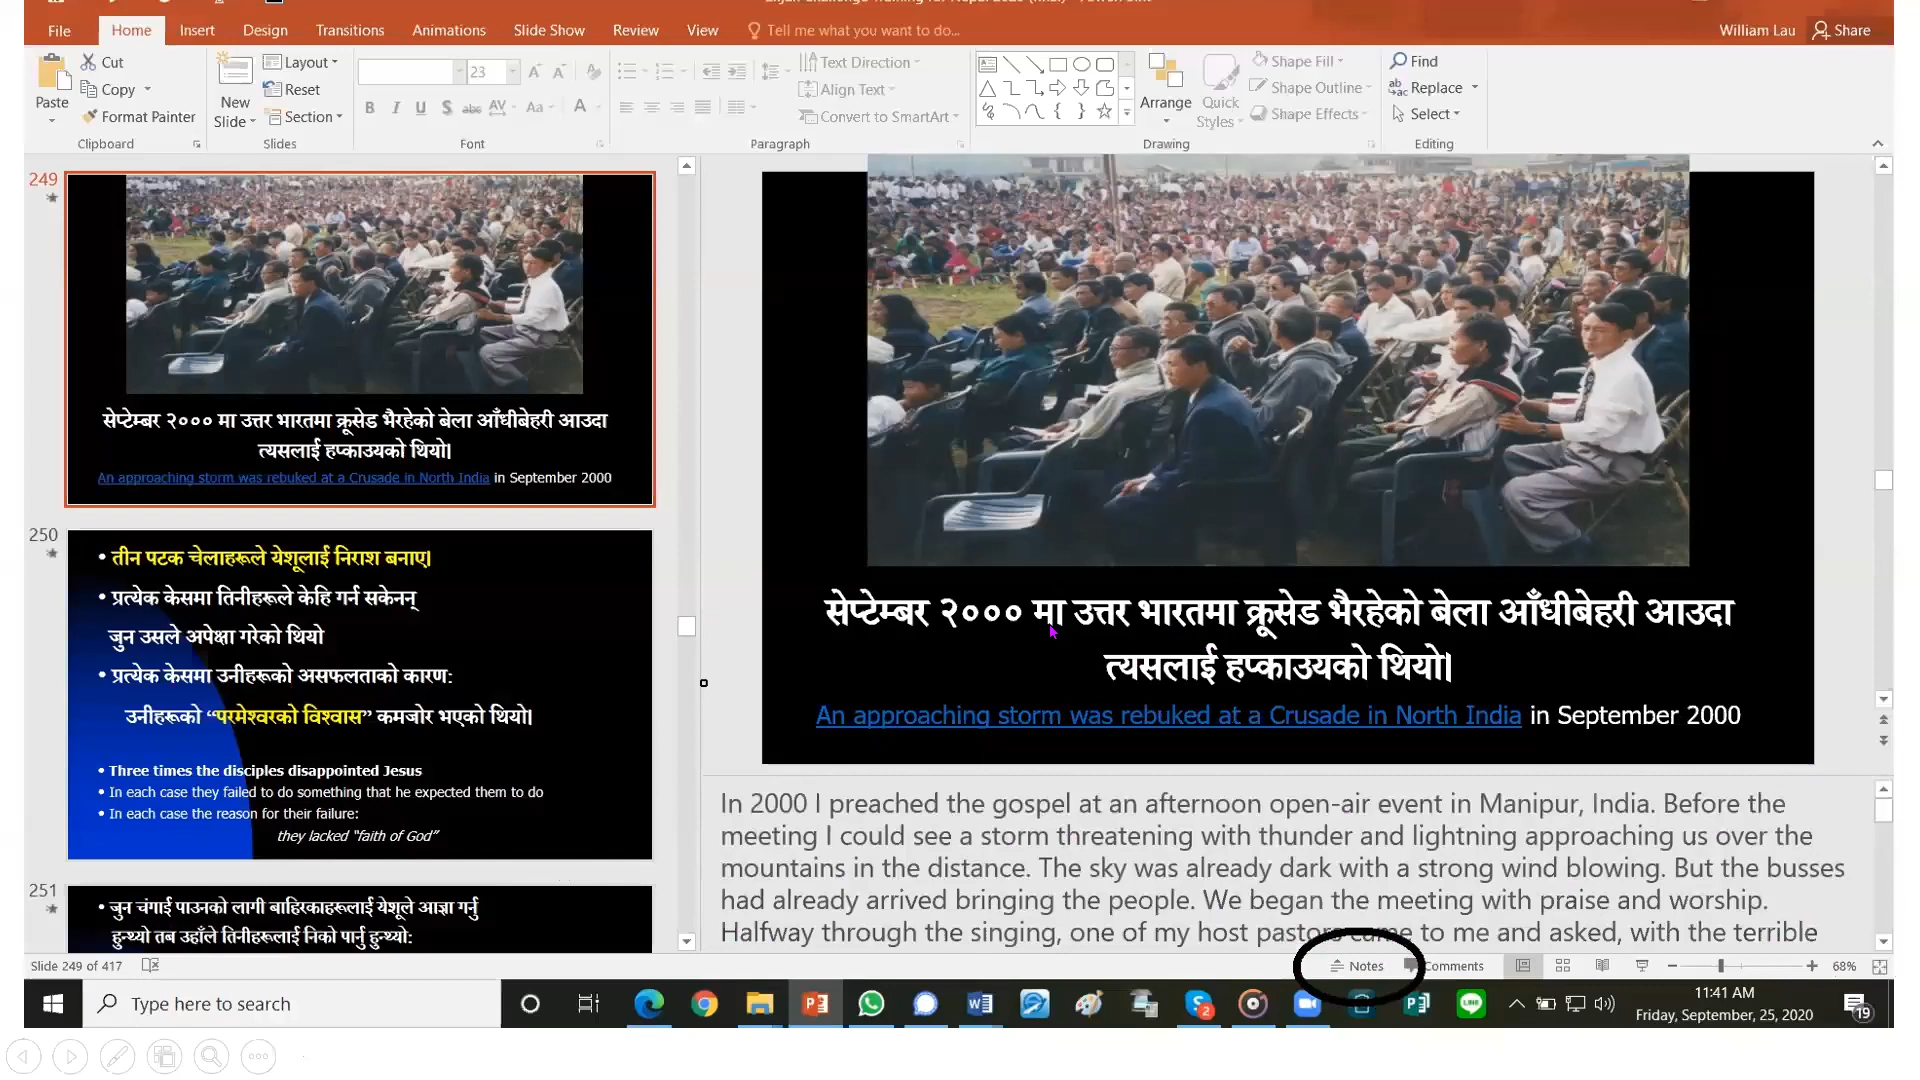 File Home Insert Design Transitions Animations Slide Show Review View Tell me what you want to do... William Lau Share
Cut
Copy
Format Painter
Paste
Clipboard
New
Slide
Layout
Reset
Section
Slides
23
B I U S abc AV Aa A
Font
Text Direction
Align Text
Convert to SmartArt
Paragraph
Arrange
Quick
Styles
Shape Fill
Shape Outline
Shape Effects
Drawing
Find
Replace
Select
Editing
249
सेप्टेम्बर २००० मा उत्तर भारतमा क्रूसेड भैरहेको बेला आँधीबेहरी आउदा
त्यसलाई हप्काउयको थियो।
An approaching storm was rebuked at a Crusade in North India in September 2000
250
• तीन पटक चेलाहरूले येशूलाई निराश बनाए।
• प्रत्येक केसमा तिनीहरूले केहि गर्न सकेनन्
जुन उसले अपेक्षा गरेको थियो
• प्रत्येक केसमा उनीहरूको असफलताको कारण:
उनीहरूको “परमेश्वरको विश्वास” कमजोर भएको थियो।
• Three times the disciples disappointed Jesus
• In each case they failed to do something that he expected them to do
• In each case the reason for their failure:
they lacked “faith of God”
251
• जुन चंगाई पाउनको लागी बाहिरकाहरूलाई येशूले आज्ञा गर्नु
हुन्थ्यो तब उहाँले तिनीहरूलाई निको पार्नु हुन्थ्यो:
सेप्टेम्बर २००० मा उत्तर भारतमा क्रूसेड भैरहेको बेला आँधीबेहरी आउदा
त्यसलाई हप्काउयको थियो।
An approaching storm was rebuked at a Crusade in North India in September 2000
In 2000 I preached the gospel at an afternoon open-air event in Manipur, India. Before the
meeting I could see a storm threatening with thunder and lightning approaching us over the
mountains in the distance. The sky was already dark with a strong wind blowing. But the busses
had already arrived bringing the people. We began the meeting with praise and worship.
Halfway through the singing, one of my host pastors came to me and asked, with the terrible
Slide 249 of 417 Notes Comments 68%
Type here to search
11:41 AM
Friday, September, 25, 2020
19